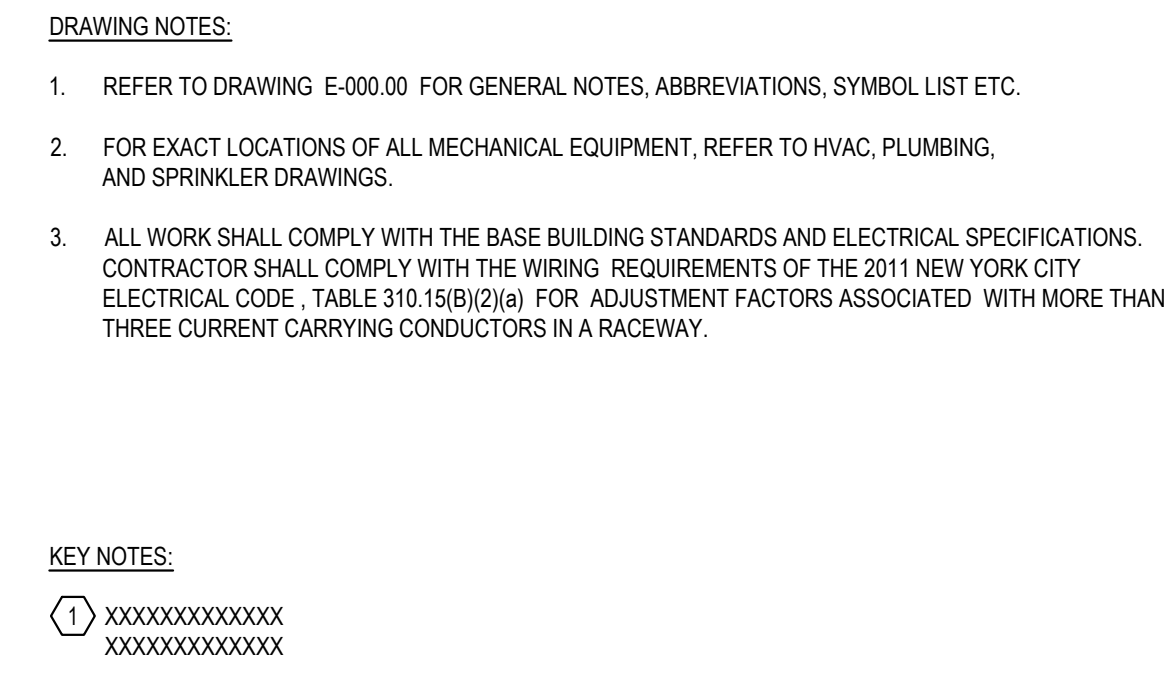 DRAWING NOTES:
1. REFER TO DRAWING E-000.00 FOR GENERAL NOTES, ABBREVIATIONS, SYMBOL LIST ETC.
2. FOR EXACT LOCATIONS OF ALL MECHANICAL EQUIPMENT, REFER TO HVAC, PLUMBING,
AND SPRINKLER DRAWINGS.
3. ALL WORK SHALL COMPLY WITH THE BASE BUILDING STANDARDS AND ELECTRICAL SPECIFICATIONS.
CONTRACTOR SHALL COMPLY WITH THE WIRING REQUIREMENTS OF THE 2011 NEW YORK CITY
ELECTRICAL CODE , TABLE 310.15(B)(2)(a) FOR ADJUSTMENT FACTORS ASSOCIATED WITH MORE THAN
THREE CURRENT CARRYING CONDUCTORS IN A RACEWAY.
KEY NOTES:
1 XXXXXXXXXXXXX
XXXXXXXXXXXXX